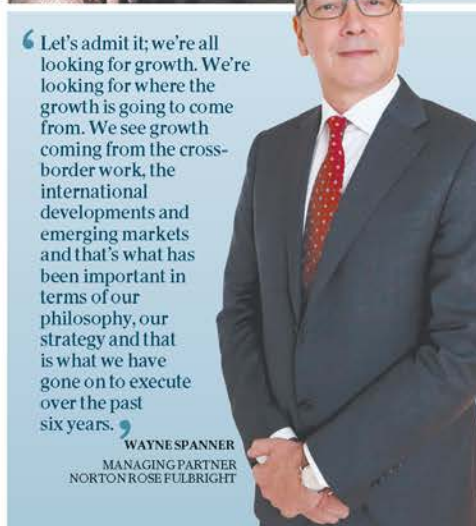 ‘ Let's admit it; we're all
looking for growth. We're
looking for where the
growth is going to come
from. We see growth
coming from the cross-
border work, the
international
developments and
emerging markets
and that's what has
been important in
terms of our
philosophy, our
strategy and that
is what we have
gone on to execute
over the past
six years. ’
WAYNE SPANNER
MANAGING PARTNER
NORTON ROSE FULBRIGHT